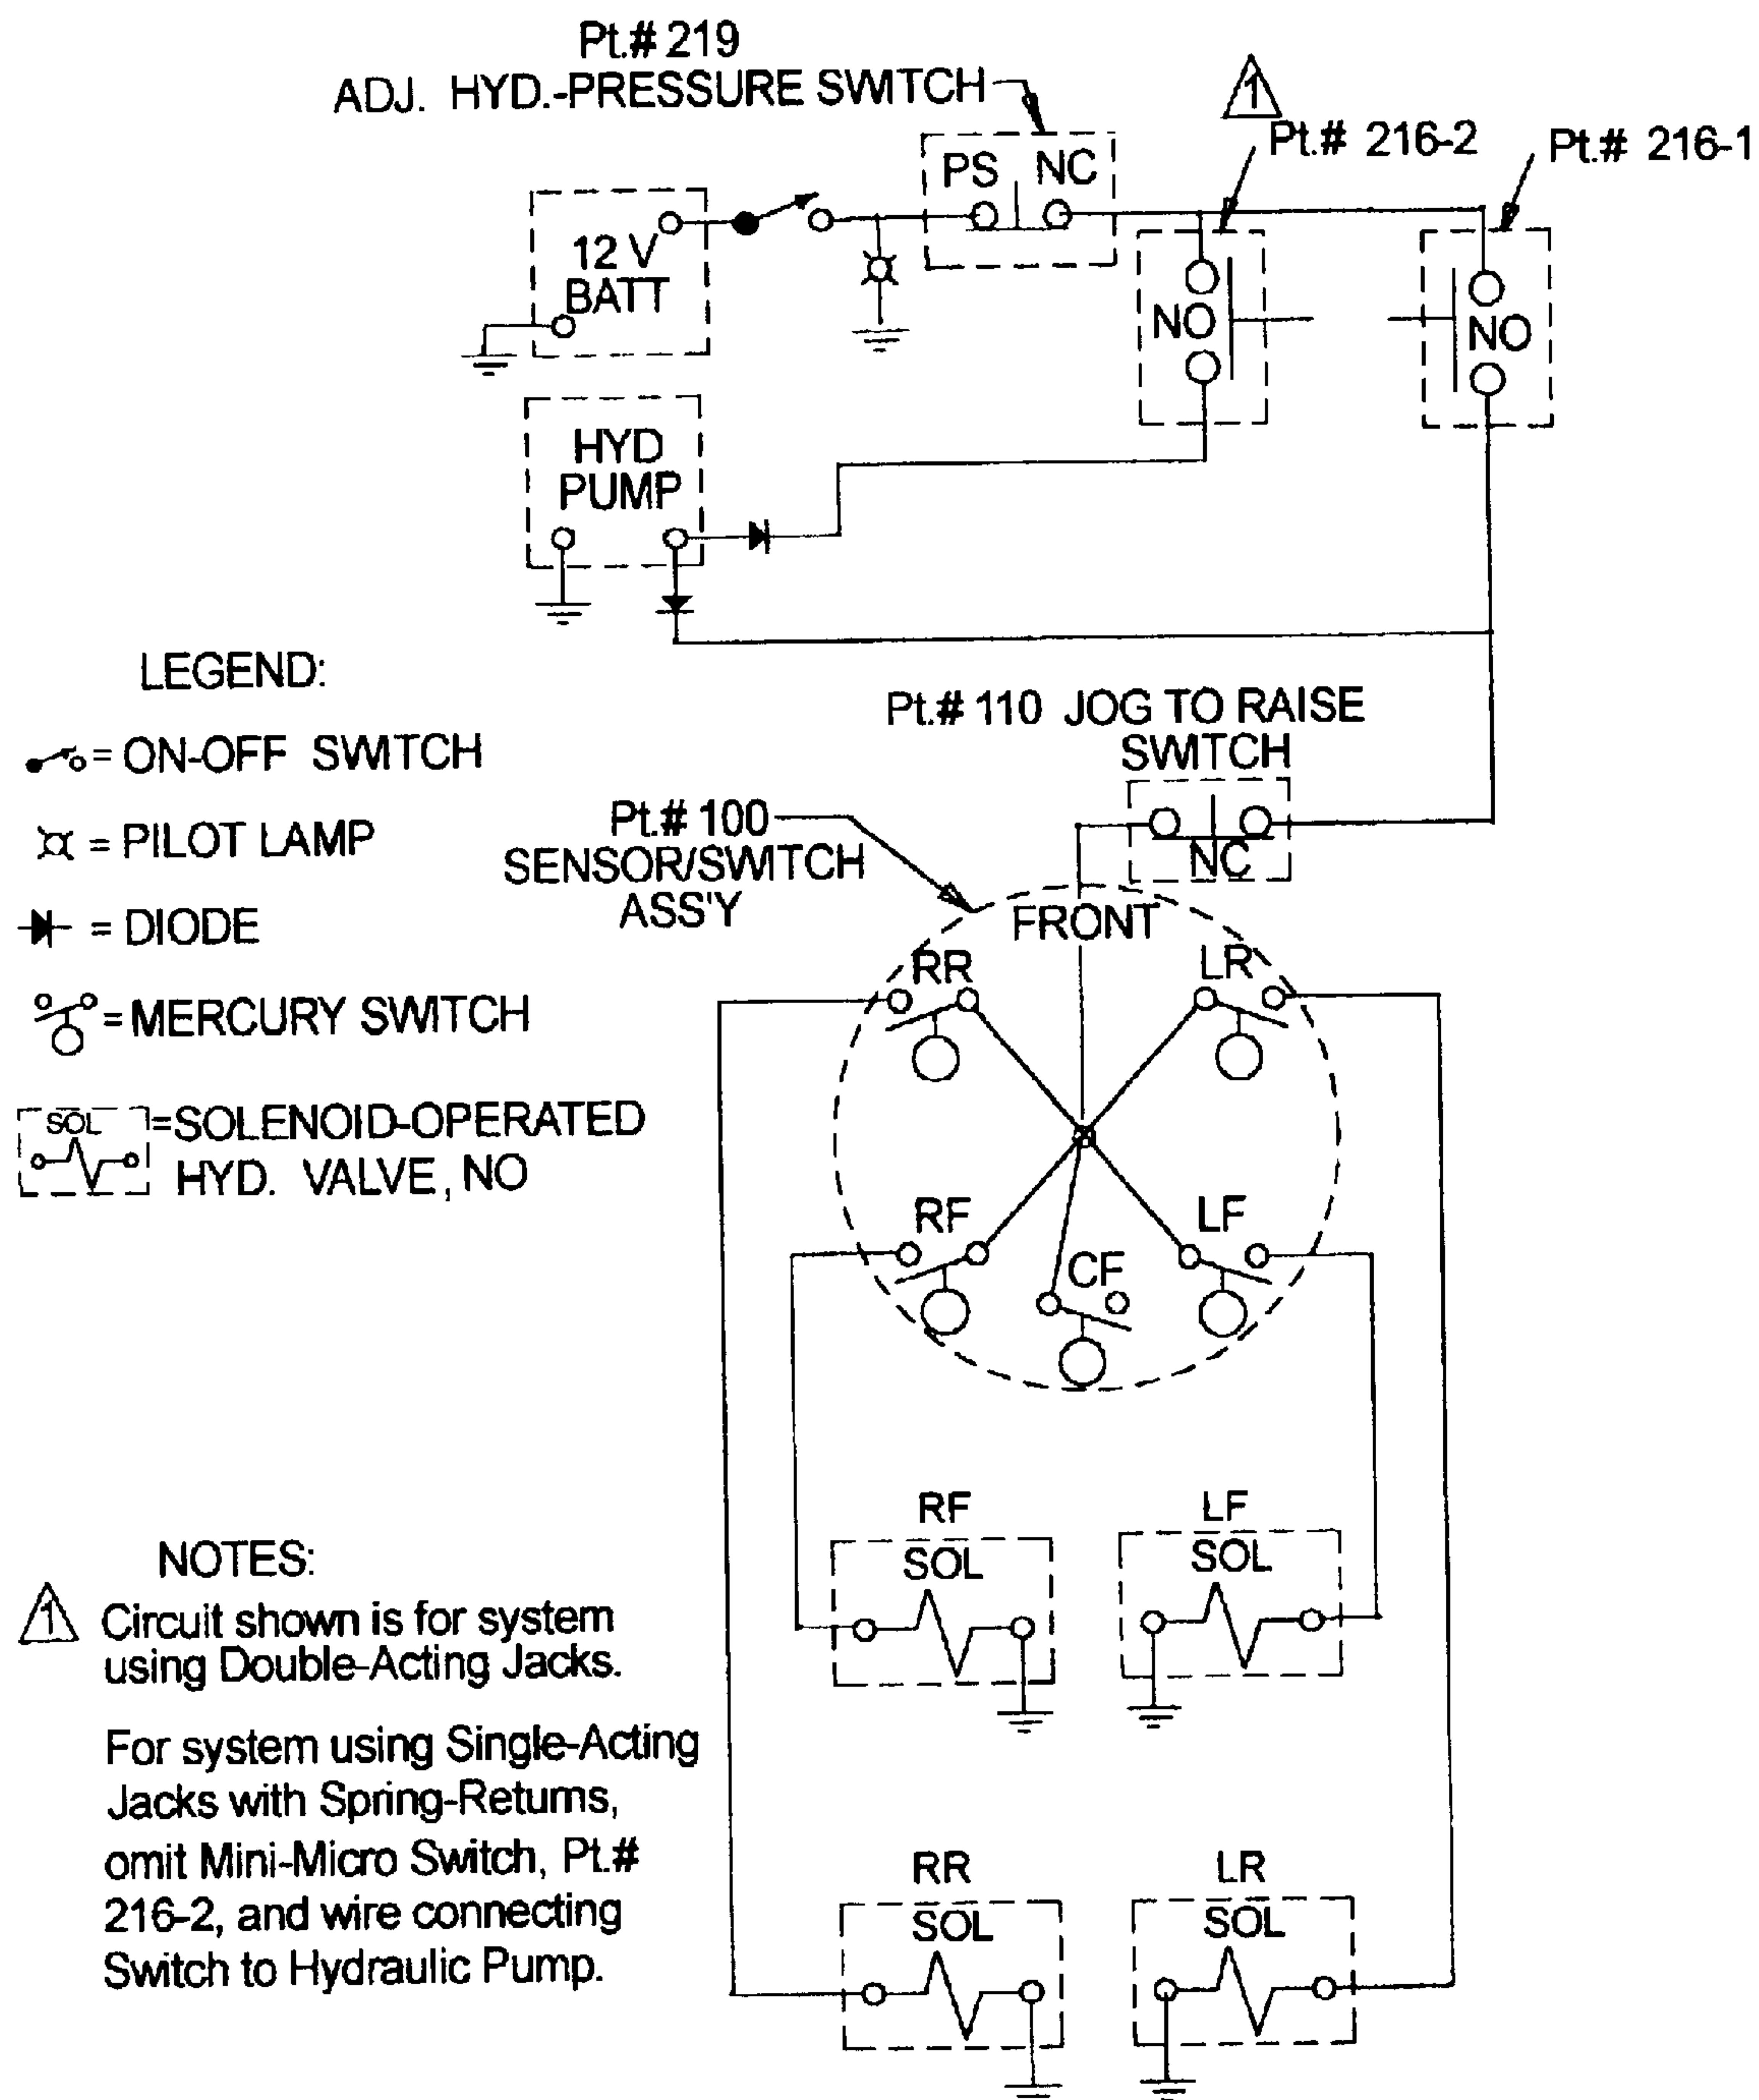 Pt.# 219
ADJ. HYD.-PRESSURE SWITCH
1
Pt.# 216-2
Pt.# 216-1
PS NC
12 V
BATT
NO
NO
HYD
PUMP
LEGEND:
= ON-OFF SWITCH
= PILOT LAMP
= DIODE
= MERCURY SWITCH
SOL =SOLENOID-OPERATED
HYD. VALVE, NO
Pt.# 110 JOG TO RAISE
SWITCH
NC
Pt.# 100
SENSOR/SWITCH
ASS'Y
FRONT
RR
LR
RF
LF
CF
RF
SOL
LF
SOL
RR
SOL
LR
SOL
NOTES:
1 Circuit shown is for system
using Double-Acting Jacks.
For system using Single-Acting
Jacks with Spring-Returns,
omit Mini-Micro Switch, Pt.#
216-2, and wire connecting
Switch to Hydraulic Pump.